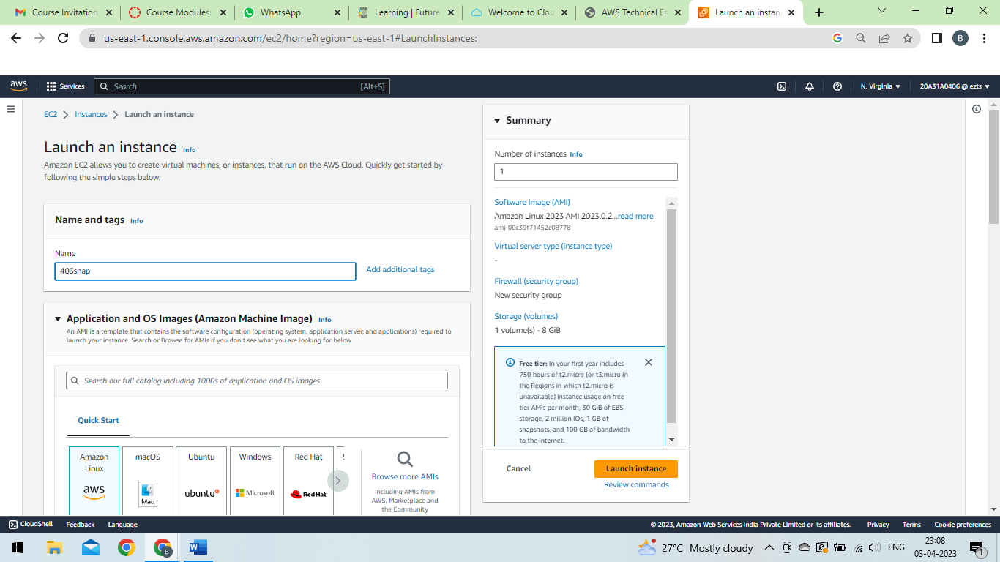 Course Invitation
Course Modules:
WhatsApp
Learning | Future
Welcome to Clou
AWS Technical Es
Launch an instan
us-east-1.console.aws.amazon.com/ec2/home?region=us-east-1#LaunchInstances:
B
aws
Services
Search
[Alt+S]
N. Virginia
20A31A0406 @ ezts
EC2
Instances
Launch an instance
Launch an instance Info
Amazon EC2 allows you to create virtual machines, or instances, that run on the AWS Cloud. Quickly get started by
following the simple steps below.
Name and tags Info
Name
406snap
Add additional tags
Application and OS Images (Amazon Machine Image) Info
An AMI is a template that contains the software configuration (operating system, application server, and applications) required to
launch your instance. Search or Browse for AMIs if you don't see what you are looking for below
Search our full catalog including 1000s of application and OS images
Quick Start
Amazon
Linux
aws
macOS
Mac
Ubuntu
ubuntu
Windows
Microsoft
Red Hat
Red Hat
S
Browse more AMIs
Including AMIs from
AWS, Marketplace and
the Community
Summary
Number of instances Info
1
Software Image (AMI)
Amazon Linux 2023 AMI 2023.0.2...read more
ami-00c39f71452c08778
Virtual server type (instance type)
-
Firewall (security group)
New security group
Storage (volumes)
1 volume(s) - 8 GiB
Free tier: In your first year includes
750 hours of t2.micro (or t3.micro in
the Regions in which t2.micro is
unavailable) instance usage on free
tier AMIs per month, 30 GiB of EBS
storage, 2 million IOs, 1 GB of
snapshots, and 100 GB of bandwidth
to the internet.
Cancel
Launch instance
Review commands
CloudShell
Feedback
Language
© 2023, Amazon Web Services India Private Limited or its affiliates.
Privacy
Terms
Cookie preferences
27°C Mostly cloudy
ENG
23:08
03-04-2023
1